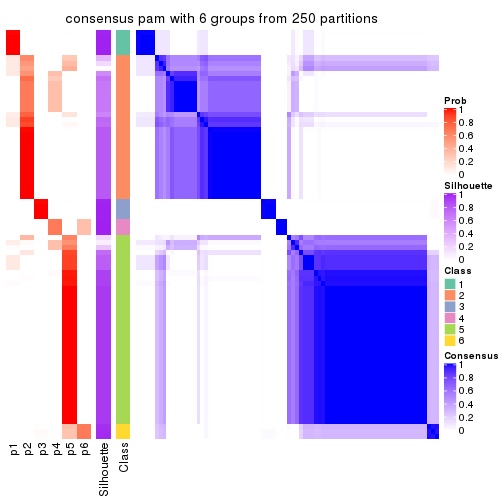 consensus pam with 6 groups from 250 partitions
Prob
1
0.8
0.6
0.4
0.2
0
Silhouette
1
0.8
0.6
0.4
0.2
0
Class
1
2
3
4
5
6
Consensus
1
0.8
0.6
0.4
0.2
0
p1
p2
p3
p4
p5
p6
Silhouette
Class